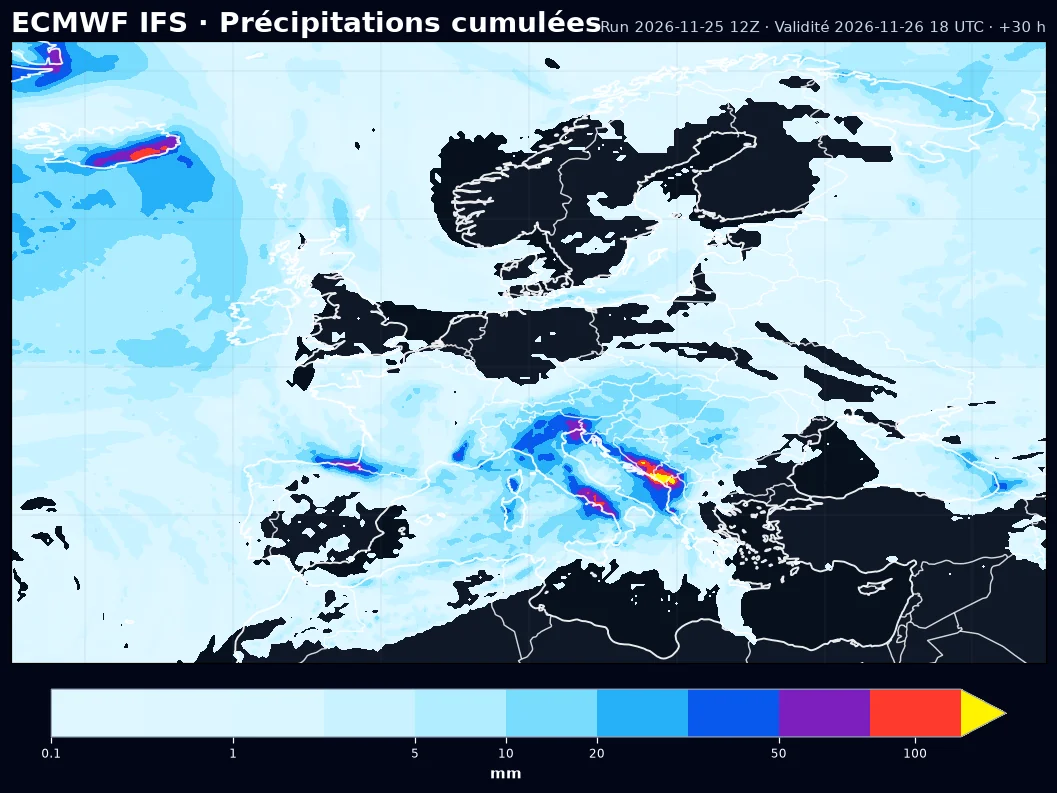 ECMWF IFS · Précipitations cumulées
Run 2026-11-25 12Z · Validité 2026-11-26 18 UTC · +30 h
0.1 1 5 10 20 50 100
mm